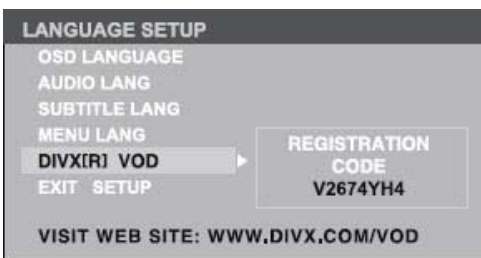 LANGUAGE SETUP
OSD LANGUAGE
AUDIO LANG
SUBTITLE LANG
MENU LANG
DIVX[R] VOD
EXIT SETUP
REGISTRATION
CODE
V2674YH4
VISIT WEB SITE: WWW.DIVX.COM/VOD